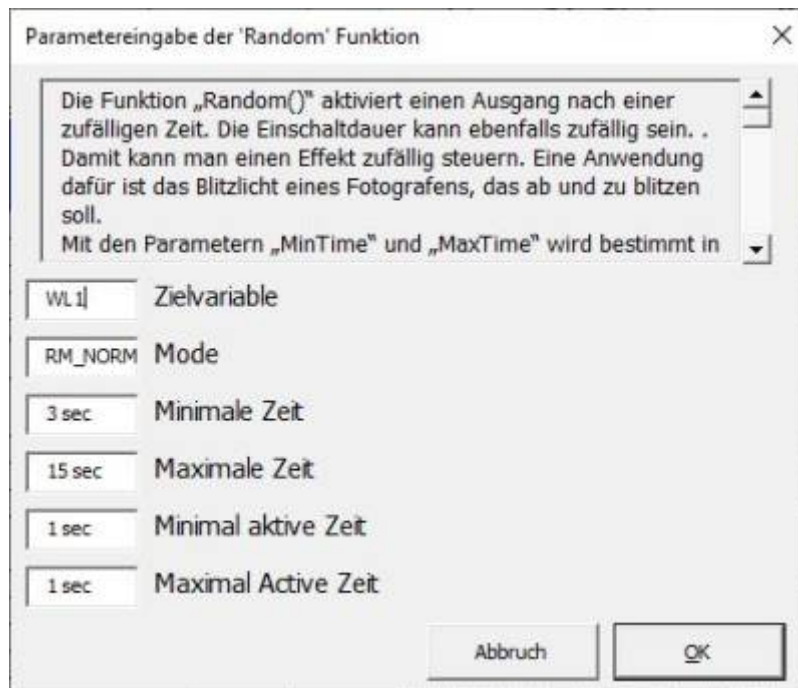 Parametereingabe der 'Random' Funktion
Die Funktion „Random()" aktiviert einen Ausgang nach einer
zufälligen Zeit. Die Einschaltdauer kann ebenfalls zufällig sein. .
Damit kann man einen Effekt zufällig steuern. Eine Anwendung
dafür ist das Blitzlicht eines Fotografens, das ab und zu blitzen
soll.
Mit den Parametern „MinTime" und „MaxTime" wird bestimmt in
WL1 Zielvariable
RM_NORM Mode
3 sec Minimale Zeit
15 sec Maximale Zeit
1 sec Minimal aktive Zeit
1 sec Maximal Active Zeit
Abbruch OK